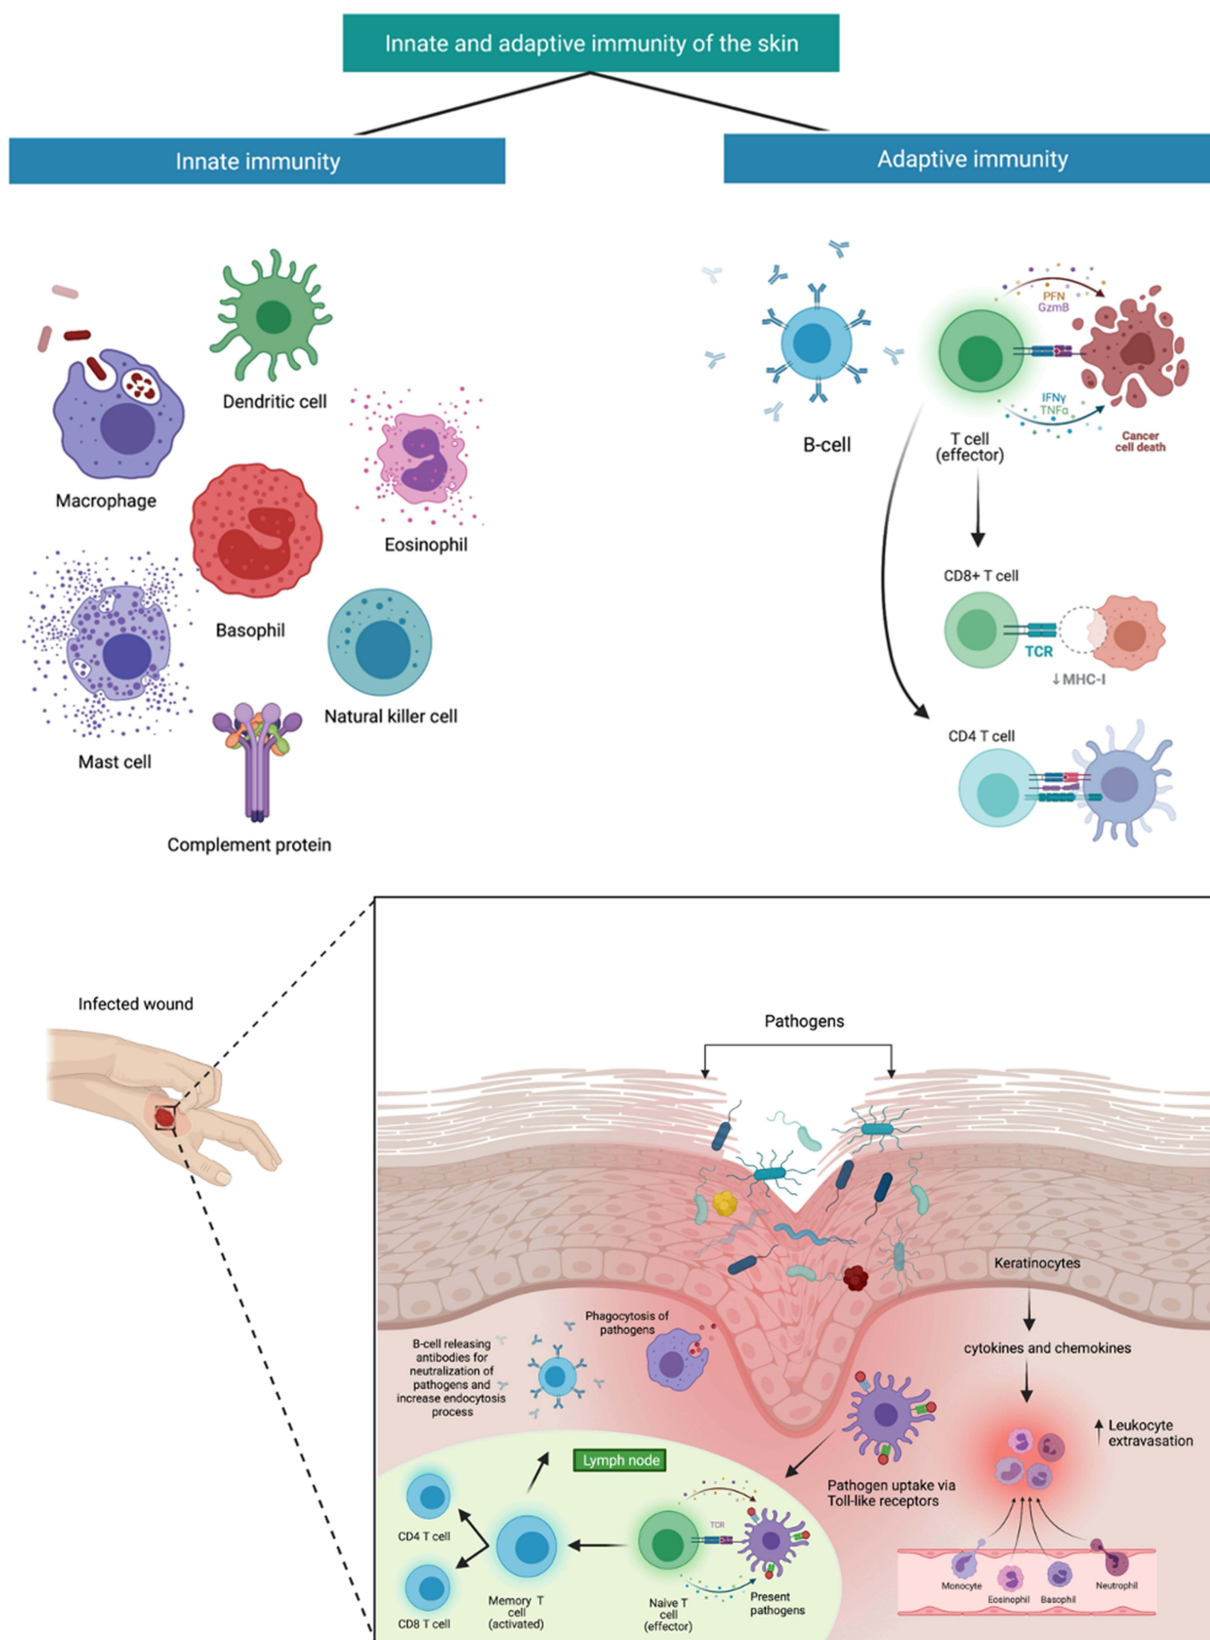 Innate and adaptive immunity of the skin
Innate immunity
Adaptive immunity
Dendritic cell
Macrophage
Eosinophil
Basophil
Mast cell
Natural killer cell
Complement protein
PFN
GzmB
IFNγ
TNFα
B-cell
T cell
(effector)
Cancer
cell death
CD8+ T cell
TCR
↓MHC-I
CD4 T cell
Infected wound
Pathogens
Keratinocytes
cytokines and chemokines
Leukocyte
extravasation
Phagocytosis of
pathogens
B-cell releasing
antibodies for
neutralization of
pathogens and
increase endocytosis
process
Pathogen uptake via
Toll-like receptors
Lymph node
CD4 T cell
CD8 T cell
Memory T
cell
(activated)
TCR
Naive T
cell
(effector)
Present
pathogens
Monocyte
Eosinophil
Basophil
Neutrophil